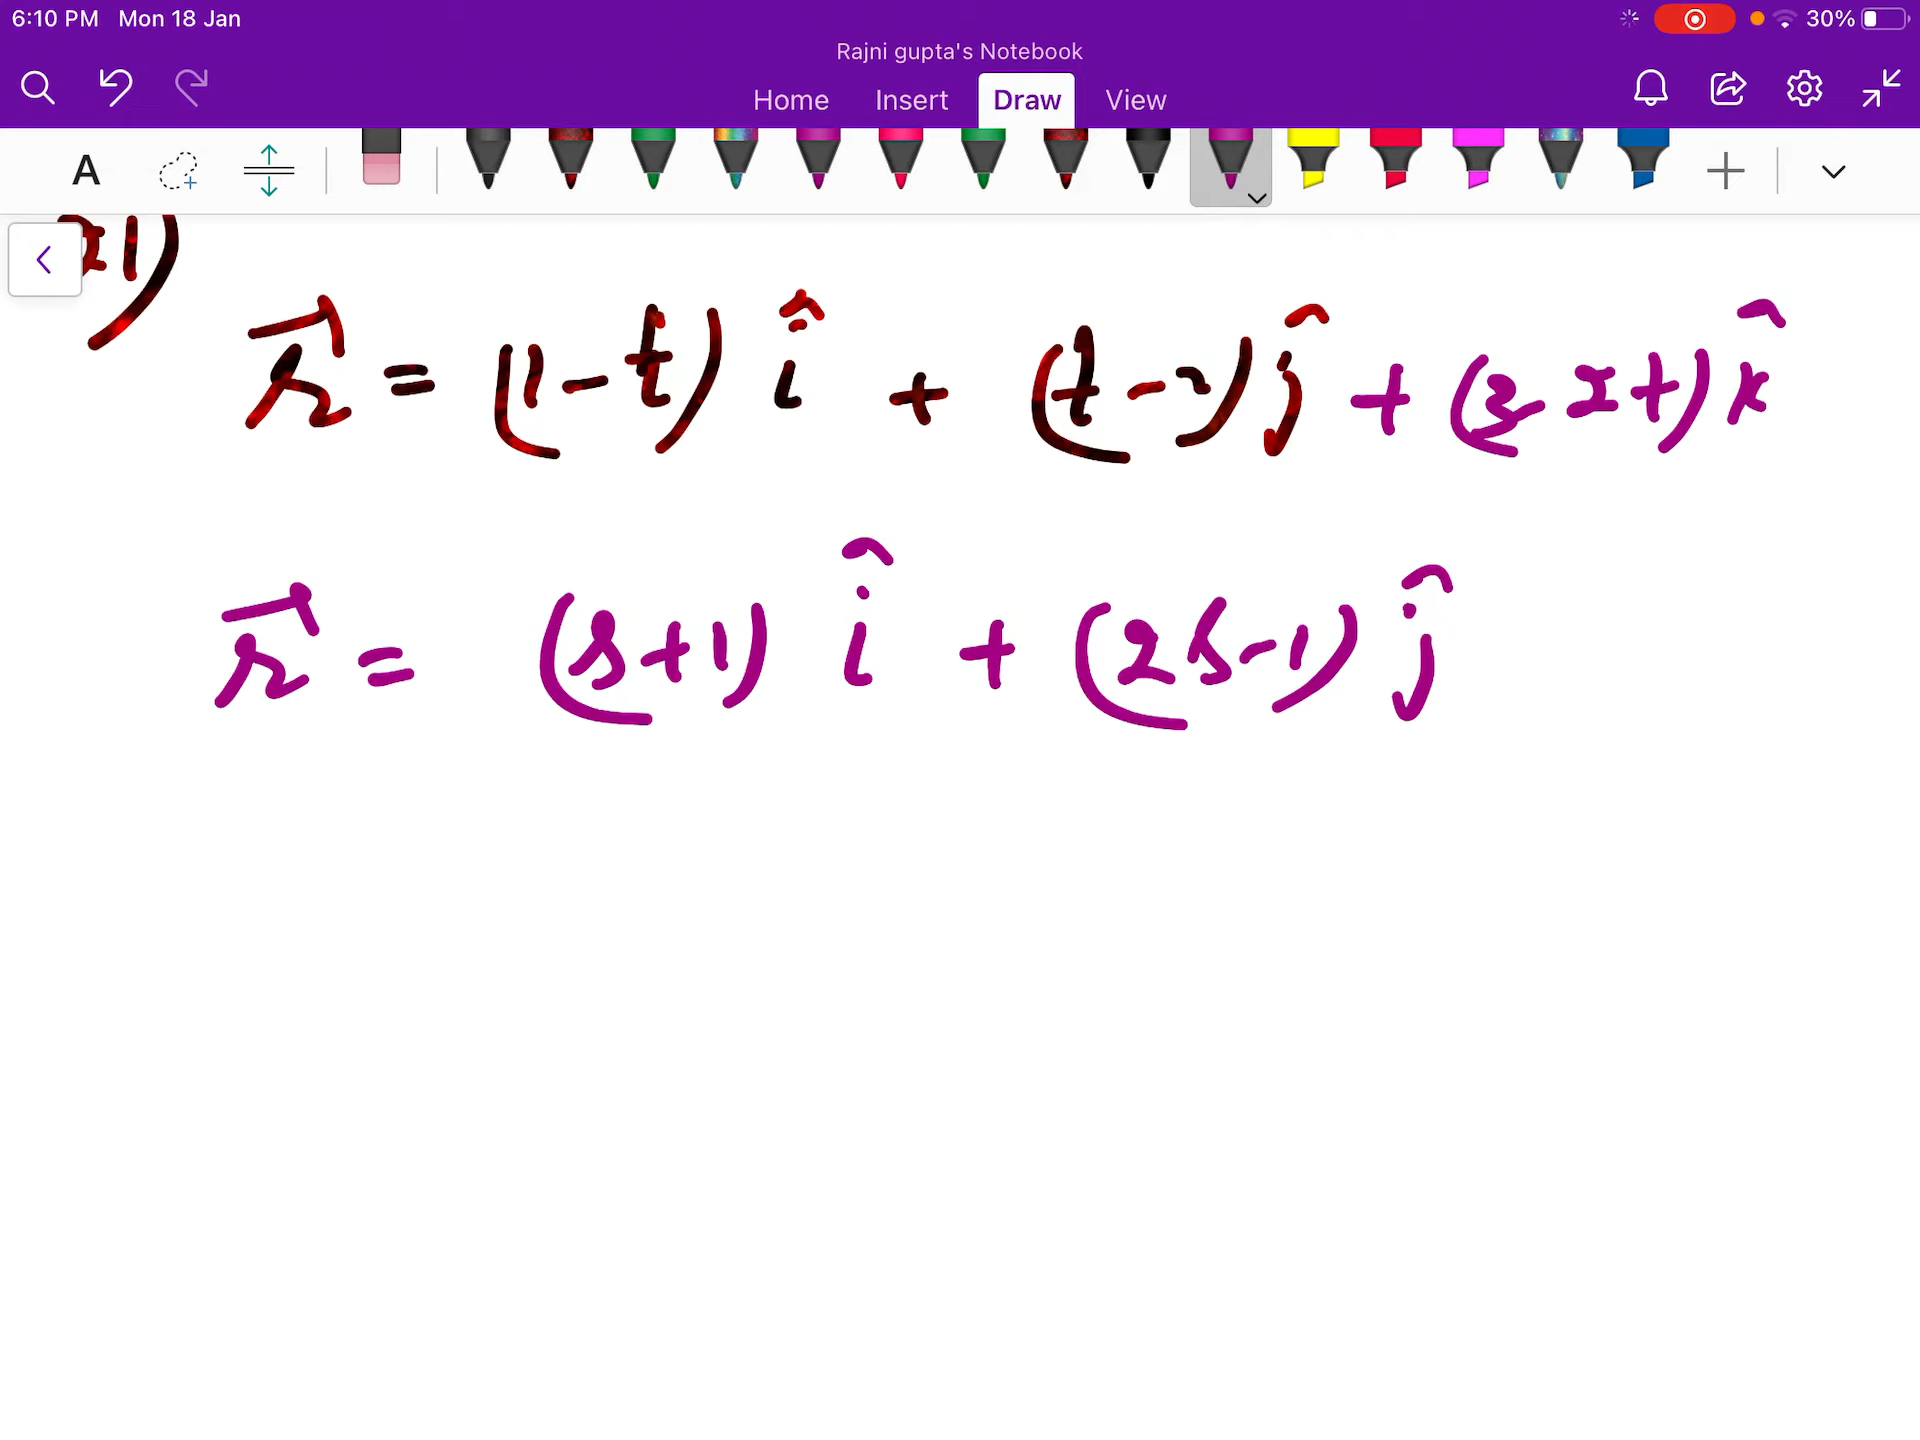 6:10 PM Mon 18 Jan 30%
Rajni gupta's Notebook
Home Insert Draw View
A
r⃗ = (1-t) î + (t-2) ĵ + (3-2t) k̂
r⃗ = (s+1) î + (2s-1) ĵ